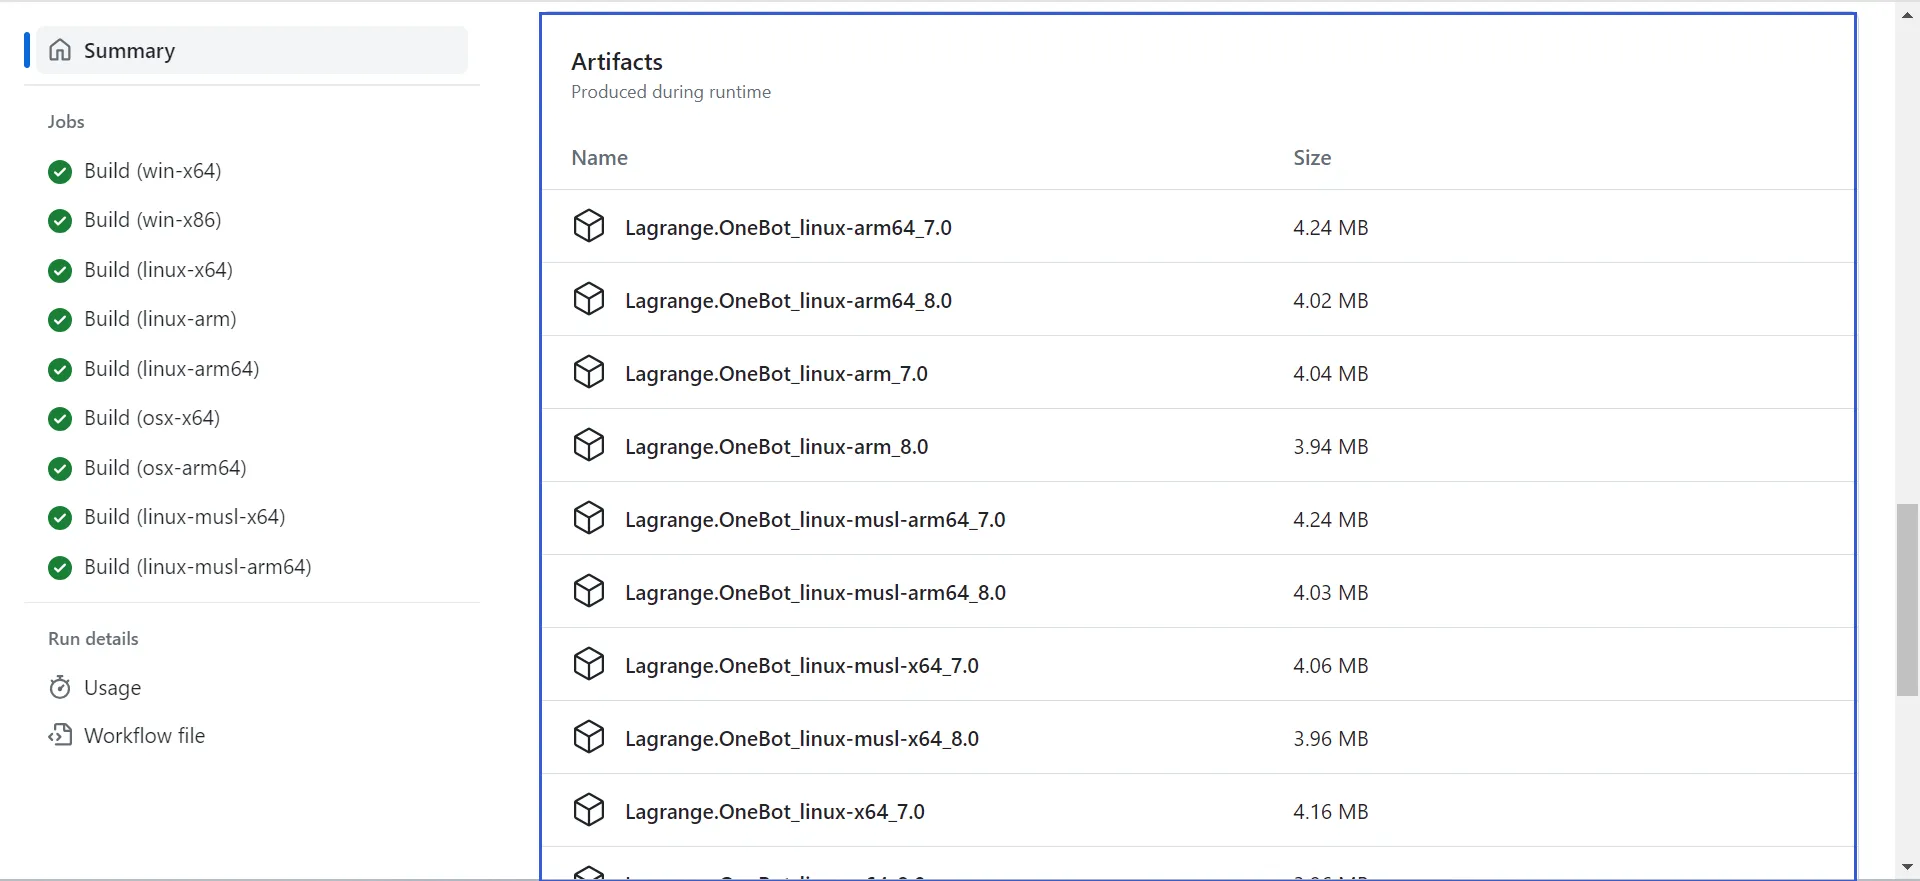 Summary
Jobs
Build (win-x64)
Build (win-x86)
Build (linux-x64)
Build (linux-arm)
Build (linux-arm64)
Build (osx-x64)
Build (osx-arm64)
Build (linux-musl-x64)
Build (linux-musl-arm64)
Run details
Usage
Workflow file
Artifacts
Produced during runtime
Name Size
Lagrange.OneBot_linux-arm64_7.0 4.24 MB
Lagrange.OneBot_linux-arm64_8.0 4.02 MB
Lagrange.OneBot_linux-arm_7.0 4.04 MB
Lagrange.OneBot_linux-arm_8.0 3.94 MB
Lagrange.OneBot_linux-musl-arm64_7.0 4.24 MB
Lagrange.OneBot_linux-musl-arm64_8.0 4.03 MB
Lagrange.OneBot_linux-musl-x64_7.0 4.06 MB
Lagrange.OneBot_linux-musl-x64_8.0 3.96 MB
Lagrange.OneBot_linux-x64_7.0 4.16 MB